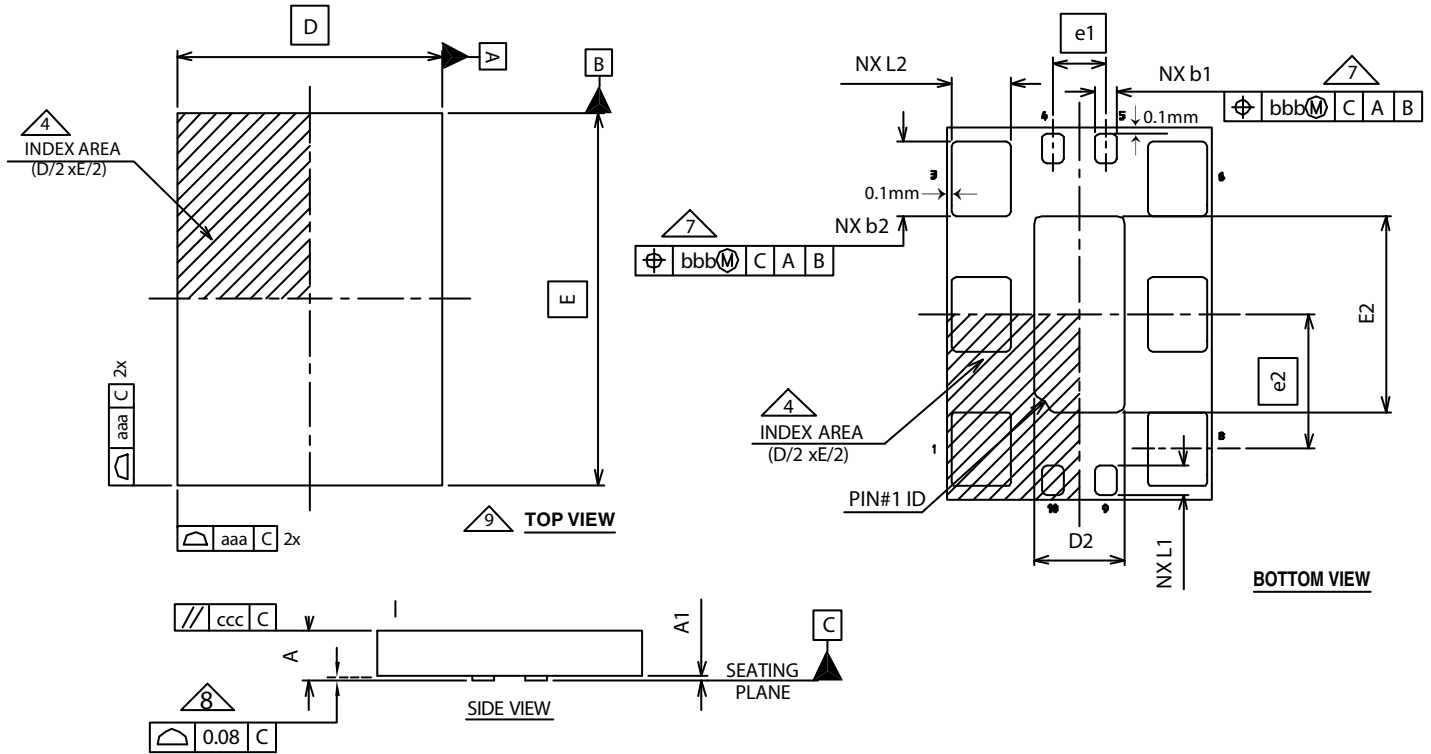 D
A
B
4
INDEX AREA
(D/2 xE/2)
E
aaa C 2x
aaa C 2x
9 TOP VIEW
e1
NX L2
NX b1
7
bbb M C A B
0.1mm
4
5
3
6
0.1mm
NX b2
7
bbb M C A B
E2
e2
4
INDEX AREA
(D/2 xE/2)
1
8
PIN#1 ID
10
9
D2
NX L1
BOTTOM VIEW
// ccc C
A
A1
C
SEATING
PLANE
8
0.08 C
SIDE VIEW